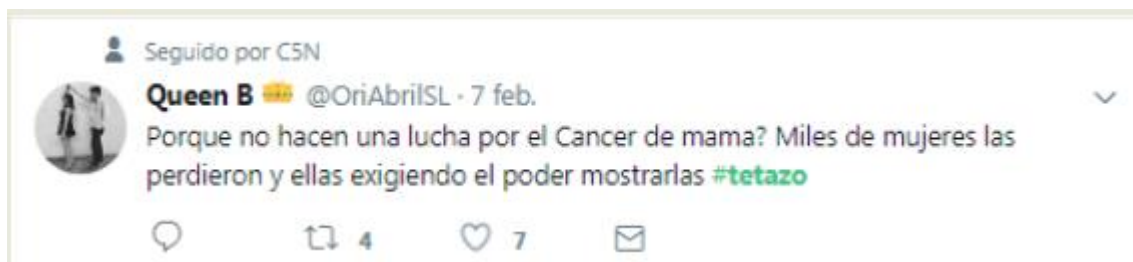 Seguido por C5N
Queen B @OriAbrilSL · 7 feb.
Porque no hacen una lucha por el Cancer de mama? Miles de mujeres las
perdieron y ellas exigiendo el poder mostrarlas #tetazo
4 7